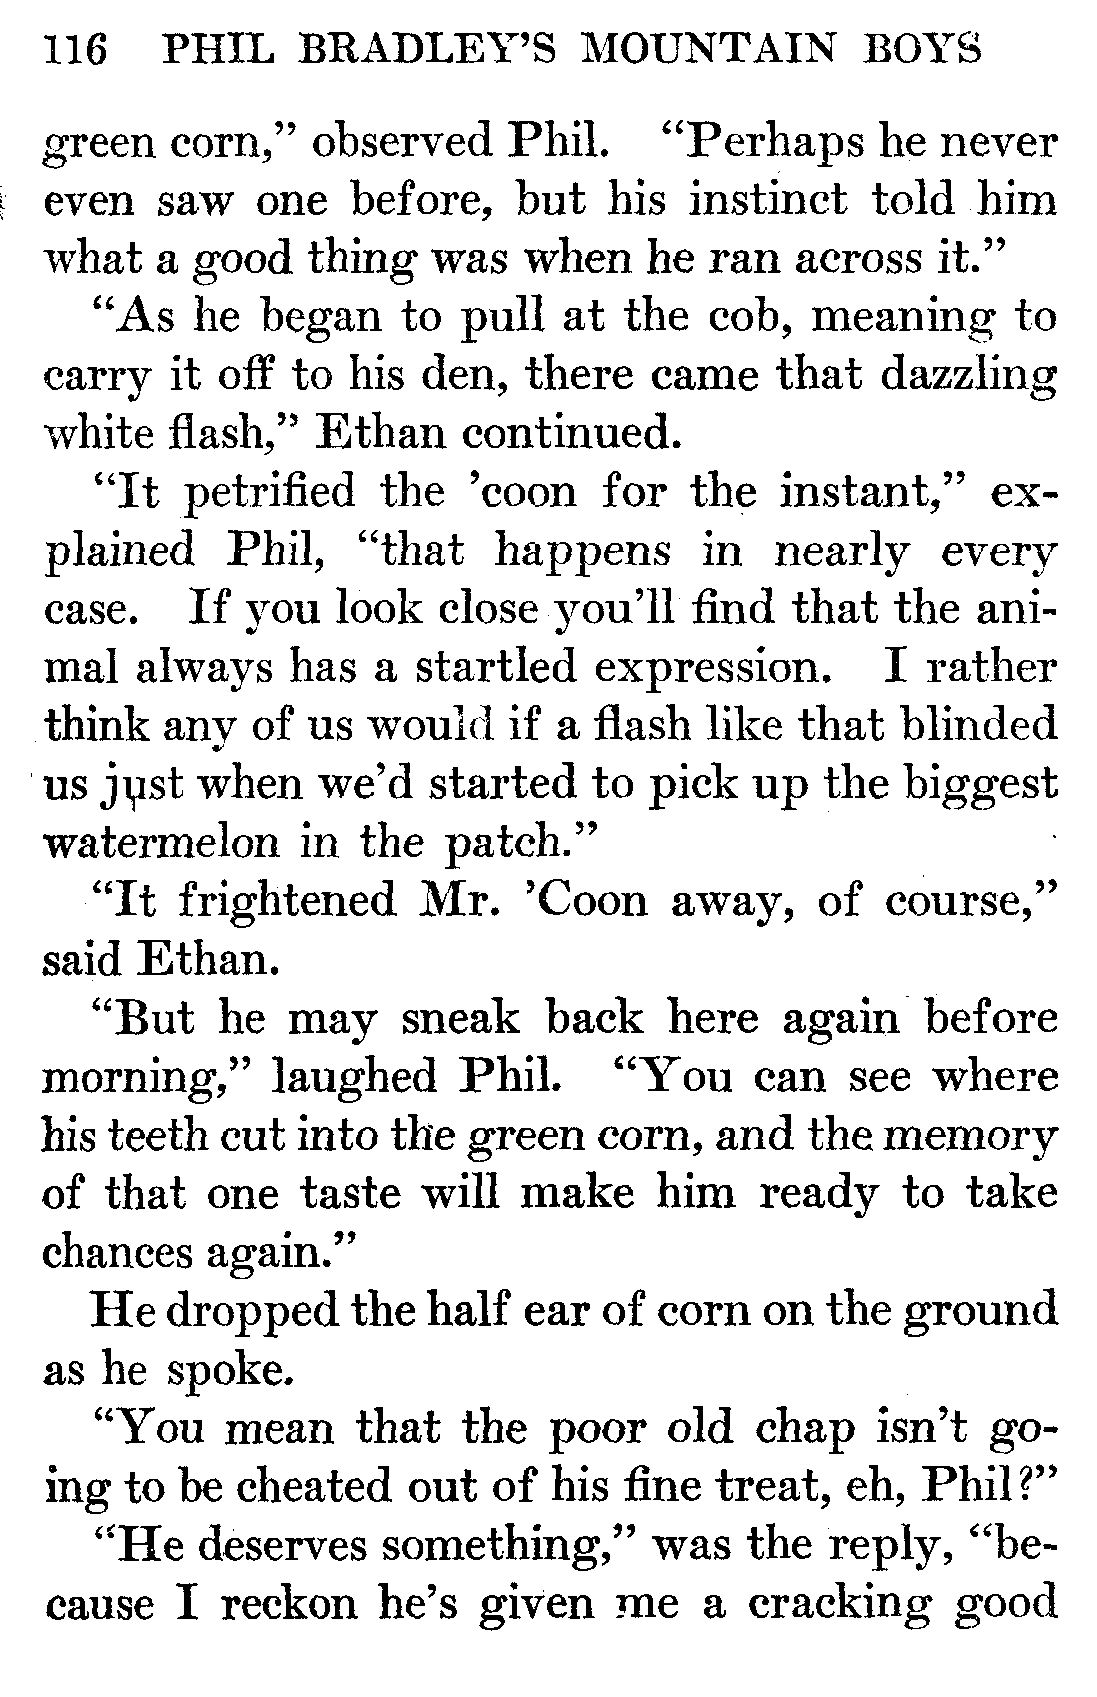 116 PHIL BRADLEY'S MOUNTAIN BOYS
green corn," observed Phil. "Perhaps he never
even saw one before, but his instinct told him
what a good thing was when he ran across it."
"As he began to pull at the cob, meaning to
carry it off to his den, there came that dazzling
white flash," Ethan continued.
"It petrified the 'coon for the instant," ex-
plained Phil, "that happens in nearly every
case. If you look close you'll find that the ani-
mal always has a startled expression. I rather
think any of us would if a flash like that blinded
us just when we'd started to pick up the biggest
watermelon in the patch."
"It frightened Mr. 'Coon away, of course,"
said Ethan.
"But he may sneak back here again before
morning," laughed Phil. "You can see where
his teeth cut into the green corn, and the memory
of that one taste will make him ready to take
chances again."
He dropped the half ear of corn on the ground
as he spoke.
"You mean that the poor old chap isn't go-
ing to be cheated out of his fine treat, eh, Phil?"
"He deserves something," was the reply, "be-
cause I reckon he's given me a cracking good